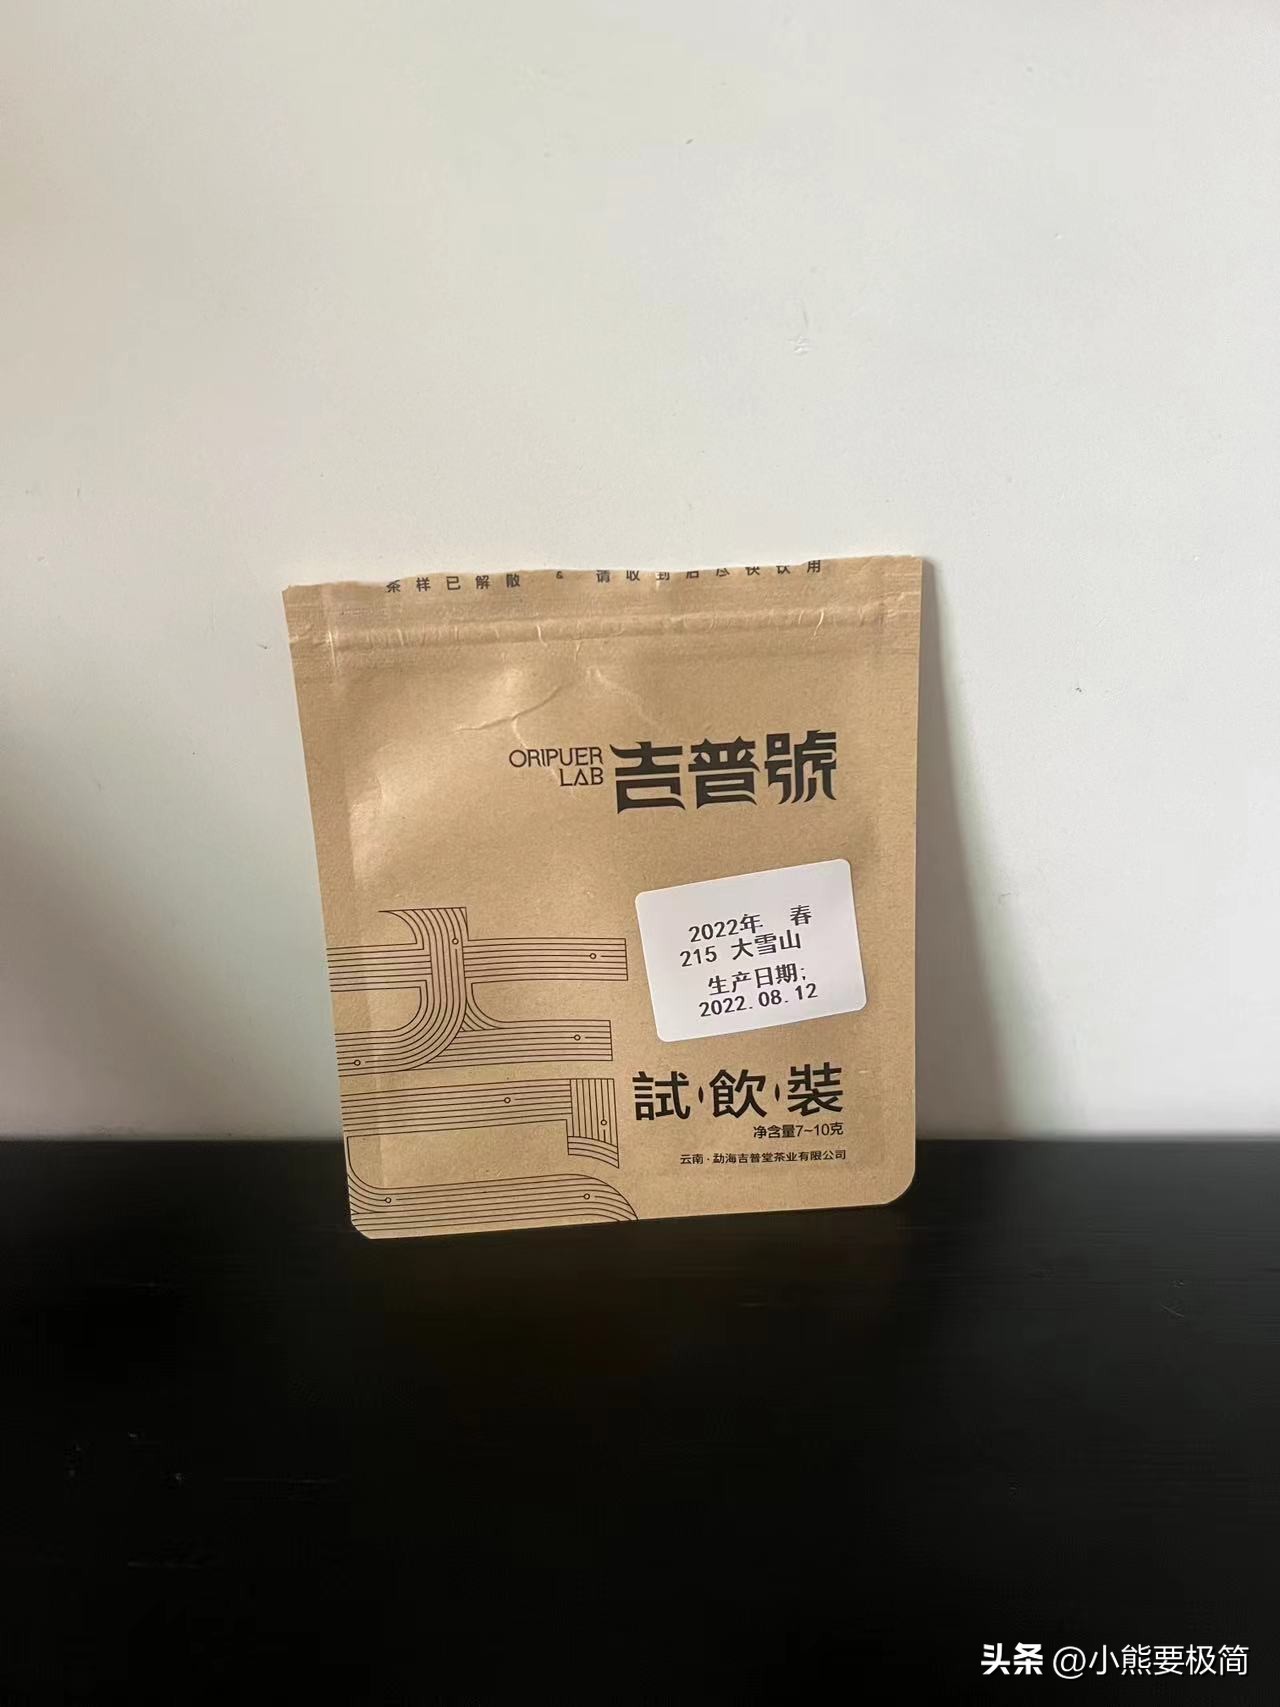 茶样已解散 & 请收到后尽快饮用
ORIPUER
LAB
吉普號
2022年 春
215 大雪山
生产日期;
2022.08.12
試·飲·裝
净含量7~10克
云南·勐海吉普堂茶业有限公司
头条 @小熊要极简